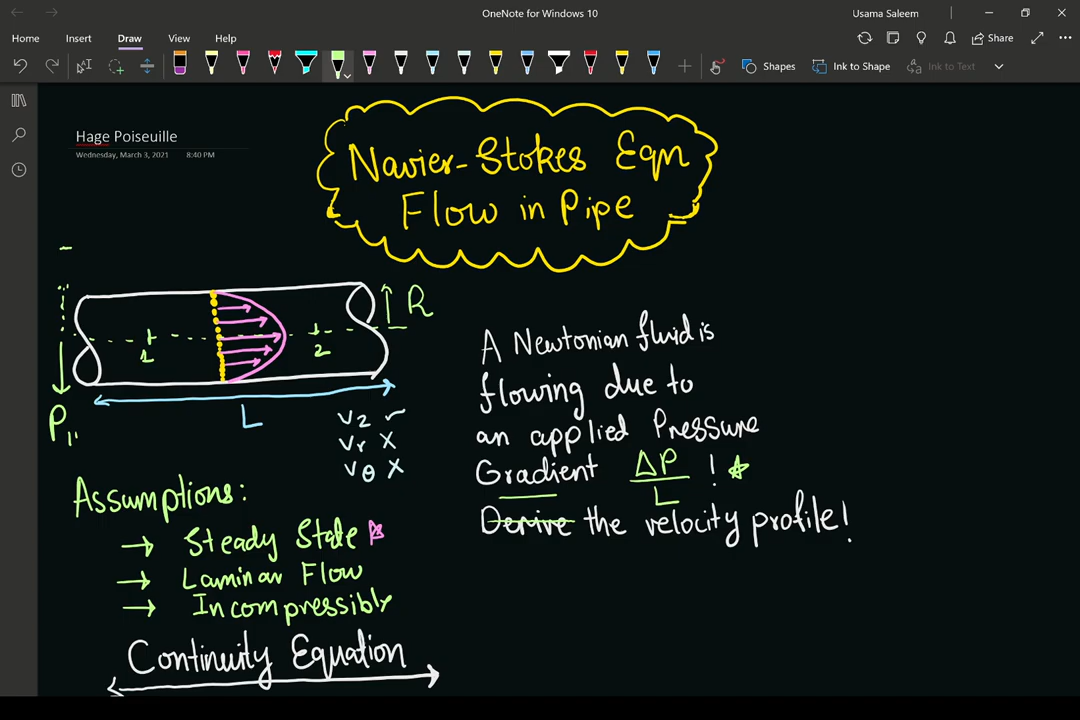 OneNote for Windows 10
Usama Saleem
Home Insert Draw View Help
Share
Shapes
Ink to Shape
Ink to Text
Hage Poiseuille
Wednesday, March 3, 2021 8:40 PM
Navier-Stokes Eqn
Flow in Pipe
R
1
2
L
P₁,
Vz ✓
Vr X
Vθ X
A Newtonian fluid is
flowing due to
an applied Pressure
Gradient ΔP/L !
Derive the velocity profile!
Assumptions:
→ Steady State
→ Laminar Flow
→ Incompressibly
Continuity Equation